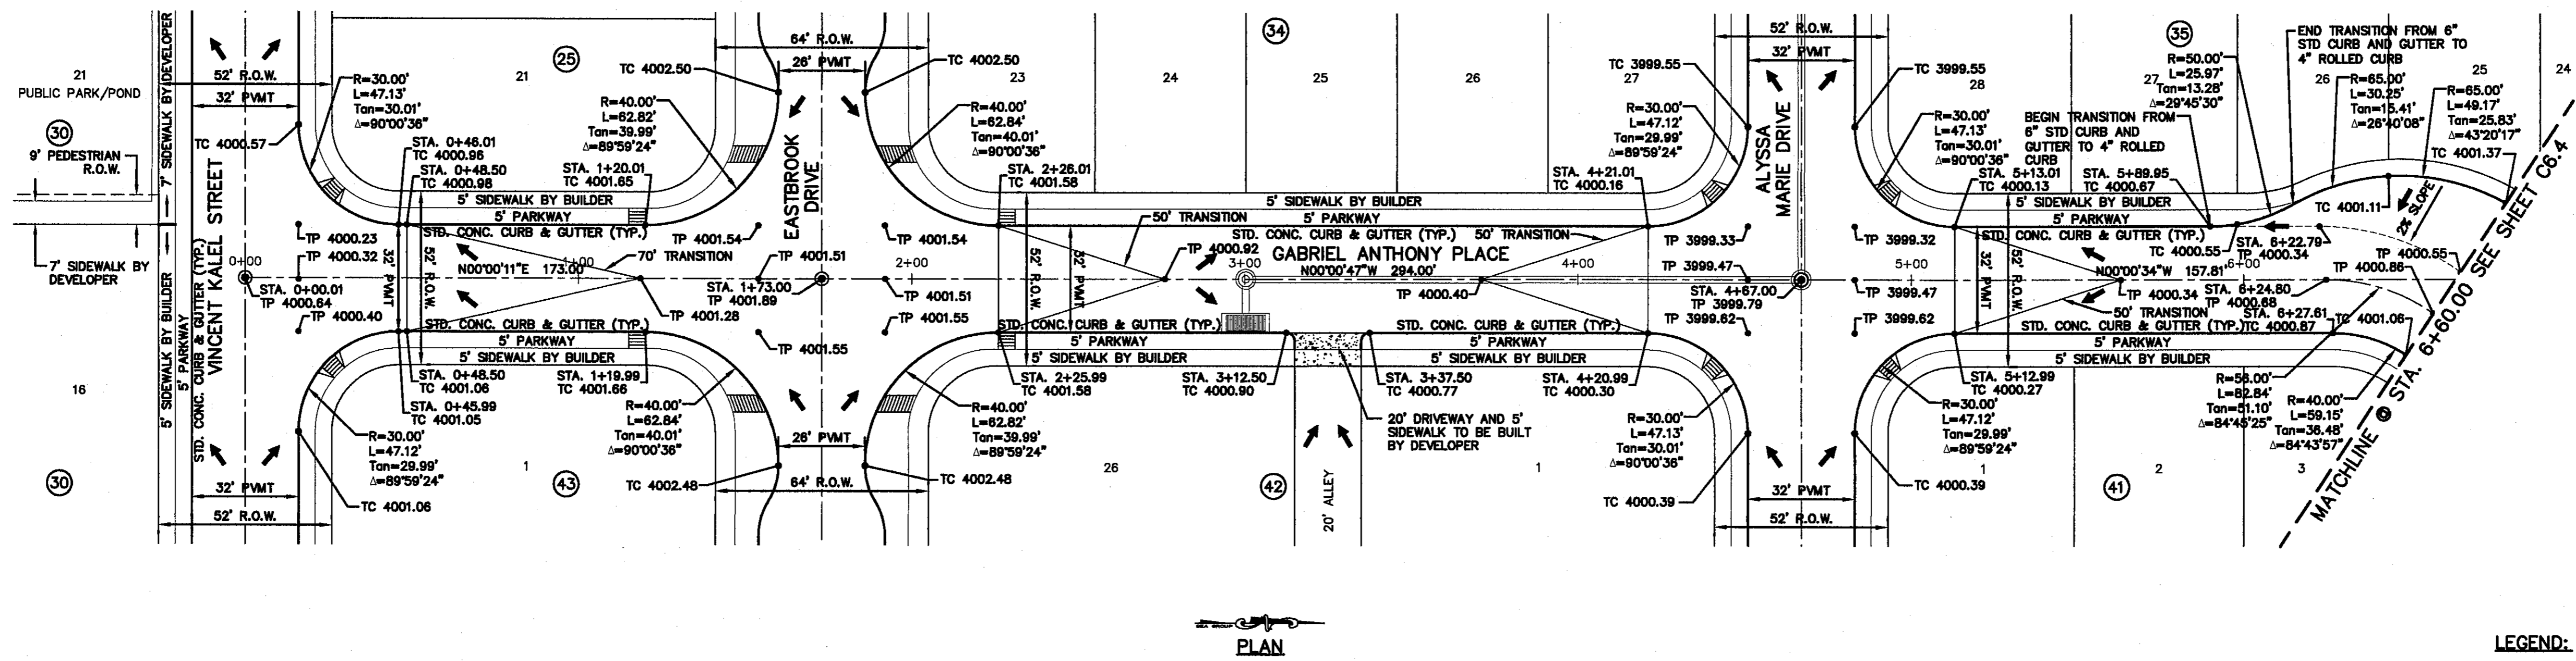 21
PUBLIC PARK/POND
30
9' PEDESTRIAN
R.O.W.
7' SIDEWALK BY
DEVELOPER
16
30
7' SIDEWALK BY DEVELOPER
5' SIDEWALK BY BUILDER
5' PARKWAY
STD. CONC. CURB & GUTTER (TYP.)
VINCENT KALEL STREET
52' R.O.W.
32' PVMT
TC 4000.57
R=30.00'
L=47.13'
Tan=30.01'
Δ=90°00'36"
STA. 0+46.01
TC 4000.96
STA. 0+48.50
TC 4000.98
25
21
TP 4000.23
TP 4000.32
0+00
STA. 0+00.01
TP 4000.64
TP 4000.40
32' PVMT
52' R.O.W.
5' SIDEWALK BY BUILDER
5' PARKWAY
STD. CONC. CURB & GUTTER (TYP.)
70' TRANSITION
N00°00'11"E 173.00'
1+00
TP 4001.28
STD. CONC. CURB & GUTTER (TYP.)
5' PARKWAY
5' SIDEWALK BY BUILDER
STA. 0+48.50
TC 4001.06
STA. 0+45.99
TC 4001.05
R=30.00'
L=47.12'
Tan=29.99'
Δ=89°59'24"
TC 4001.06
32' PVMT
52' R.O.W.
1
43
STA. 1+20.01
TC 4001.65
STA. 1+19.99
TC 4001.66
R=40.00'
L=62.82'
Tan=39.99'
Δ=89°59'24"
R=40.00'
L=62.84'
Tan=40.01'
Δ=90°00'36"
64' R.O.W.
26' PVMT
TC 4002.50
TC 4002.50
EASTBROOK
DRIVE
TP 4001.54
TP 4001.51
STA. 1+73.00
TP 4001.89
TP 4001.55
TP 4001.54
2+00
TP 4001.51
TP 4001.55
26' PVMT
TC 4002.48
TC 4002.48
64' R.O.W.
23
R=40.00'
L=62.84'
Tan=40.01'
Δ=90°00'36"
STA. 2+26.01
TC 4001.58
STA. 2+25.99
TC 4001.58
R=40.00'
L=62.82'
Tan=39.99'
Δ=89°59'24"
34
24
25
26
27
5' SIDEWALK BY BUILDER
5' PARKWAY
STD. CONC. CURB & GUTTER (TYP.)
50' TRANSITION
50' TRANSITION
52' R.O.W.
32' PVMT
TP 4000.92
GABRIEL ANTHONY PLACE
3+00
N00°00'47"W 294.00'
TP 4000.40
4+00
STD. CONC. CURB & GUTTER (TYP.)
5' PARKWAY
5' SIDEWALK BY BUILDER
STD. CONC. CURB & GUTTER (TYP.)
5' PARKWAY
5' SIDEWALK BY BUILDER
STA. 3+12.50
TC 4000.90
STA. 3+37.50
TC 4000.77
20' DRIVEWAY AND 5'
SIDEWALK TO BE BUILT
BY DEVELOPER
20' ALLEY
26
42
1
STA. 4+21.01
TC 4000.16
STA. 4+20.99
TC 4000.30
R=30.00'
L=47.12'
Tan=29.99'
Δ=89°59'24"
R=30.00'
L=47.13'
Tan=30.01'
Δ=90°00'36"
52' R.O.W.
32' PVMT
TC 3999.55
TC 3999.55
ALYSSA
MARIE DRIVE
TP 3999.33
TP 3999.47
STA. 4+67.00
TP 3999.79
TP 3999.62
TP 3999.32
TP 3999.47
TP 3999.62
5+00
TC 4000.39
TC 4000.39
32' PVMT
52' R.O.W.
28
R=30.00'
L=47.13'
Tan=30.01'
Δ=90°00'36"
STA. 5+13.01
TC 4000.13
STA. 5+12.99
TC 4000.27
R=30.00'
L=47.12'
Tan=29.99'
Δ=89°59'24"
BEGIN TRANSITION FROM
6" STD CURB AND
GUTTER TO 4" ROLLED
CURB
STA. 5+89.95
TC 4000.67
35
27
26
25
24
R=50.00'
L=25.97'
Tan=13.28'
Δ=29°45'30"
END TRANSITION FROM 6"
STD CURB AND GUTTER TO
4" ROLLED CURB
R=65.00'
L=30.25'
Tan=15.41'
Δ=26°40'08"
R=65.00'
L=49.17'
Tan=25.83'
Δ=43°20'17"
TC 4001.37
TC 4001.11
2% SLOPE
5' SIDEWALK BY BUILDER
5' PARKWAY
STD. CONC. CURB & GUTTER (TYP.)
TC 4000.55
STA. 6+22.79
TP 4000.34
TP 4000.55
TP 4000.86
32' PVMT
52' R.O.W.
N00°00'34"W 157.81'
6+00
TP 4000.34
50' TRANSITION
STA. 6+24.80
TP 4000.68
STA. 6+27.61
TC 4000.87
TC 4001.06
STD. CONC. CURB & GUTTER (TYP.)
5' PARKWAY
5' SIDEWALK BY BUILDER
R=56.00'
L=82.84'
Tan=51.10'
Δ=84°45'25"
R=40.00'
L=59.15'
Tan=36.48'
Δ=84°43'57"
1
41
2
3
MATCHLINE @ STA. 6+60.00 SEE SHEET C6.4
SEA GROUP
PLAN
LEGEND: